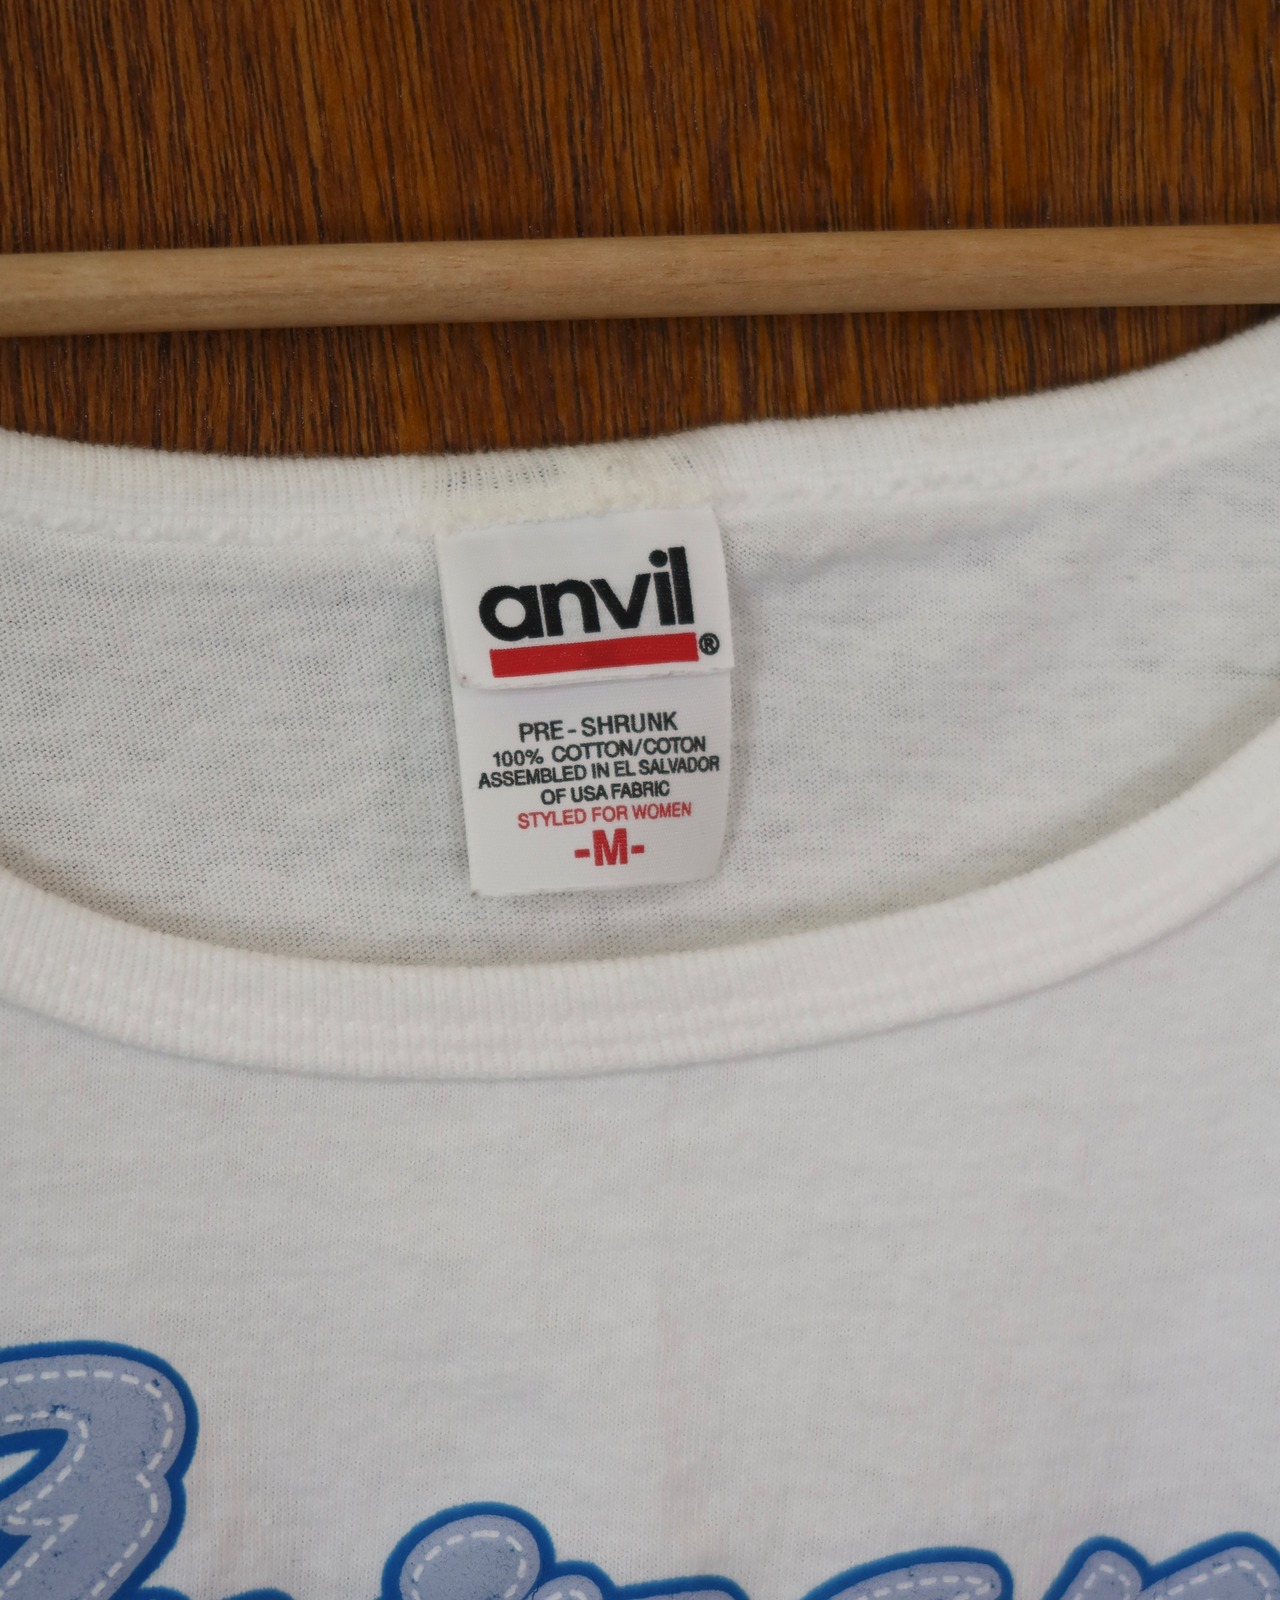 anvil
®
PRE-SHRUNK
100% COTTON/COTON
ASSEMBLED IN EL SALVADOR
OF USA FABRIC
STYLED FOR WOMEN
-M-